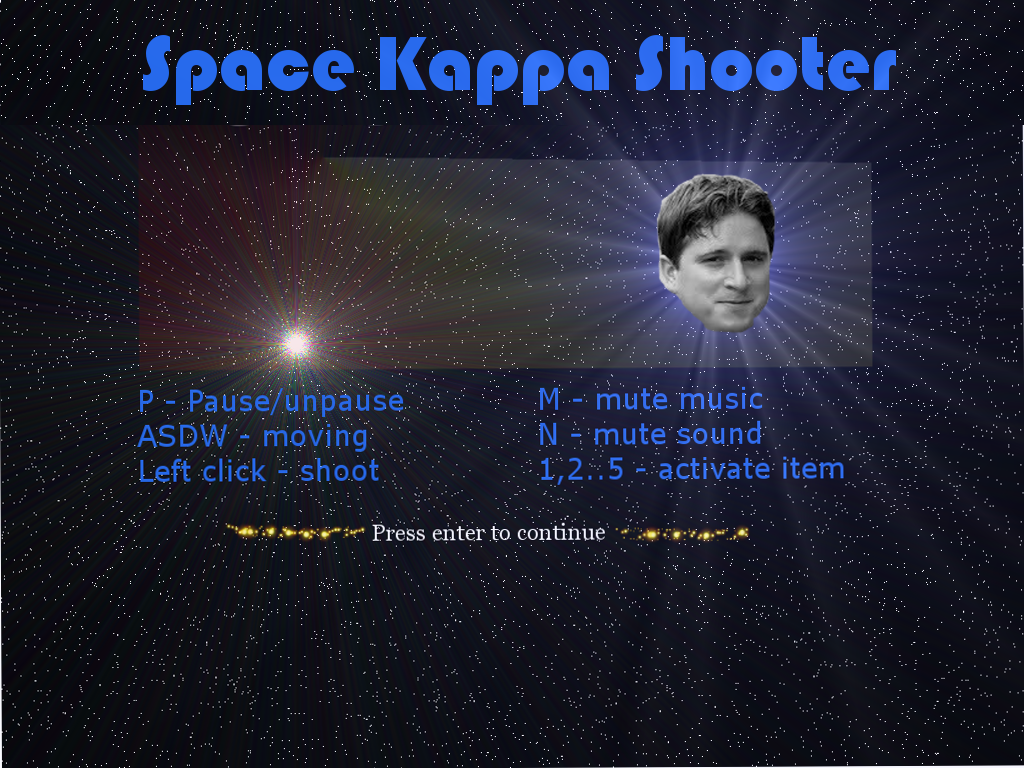 Space Kappa Shooter
P - Pause/unpause
ASDW - moving
Left click - shoot
M - mute music
N - mute sound
1,2..5 - activate item
Press enter to continue